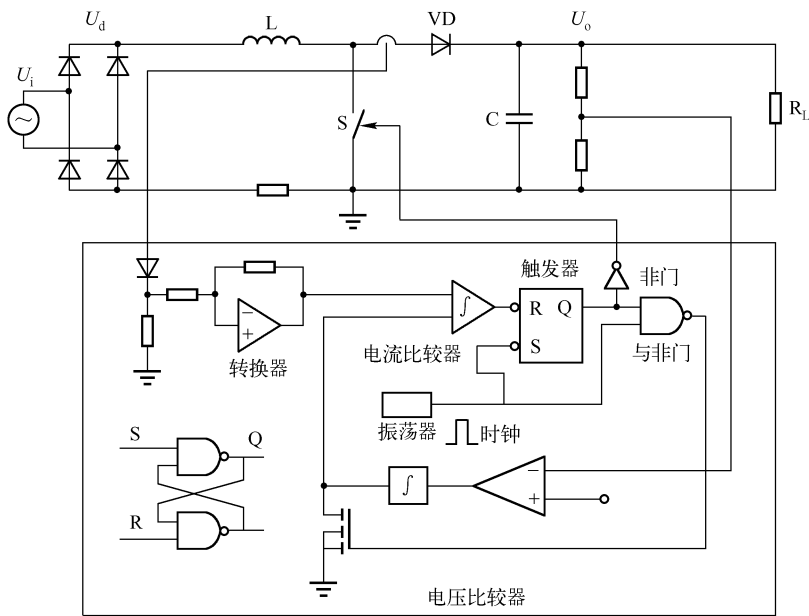 U_d
L
VD
U_o
U_i
~
S
C
R_L
触发器
非门
∫
R
Q
S
电流比较器
与非门
转换器
−
+
振荡器
时钟
S
Q
R
∫
−
+
电压比较器